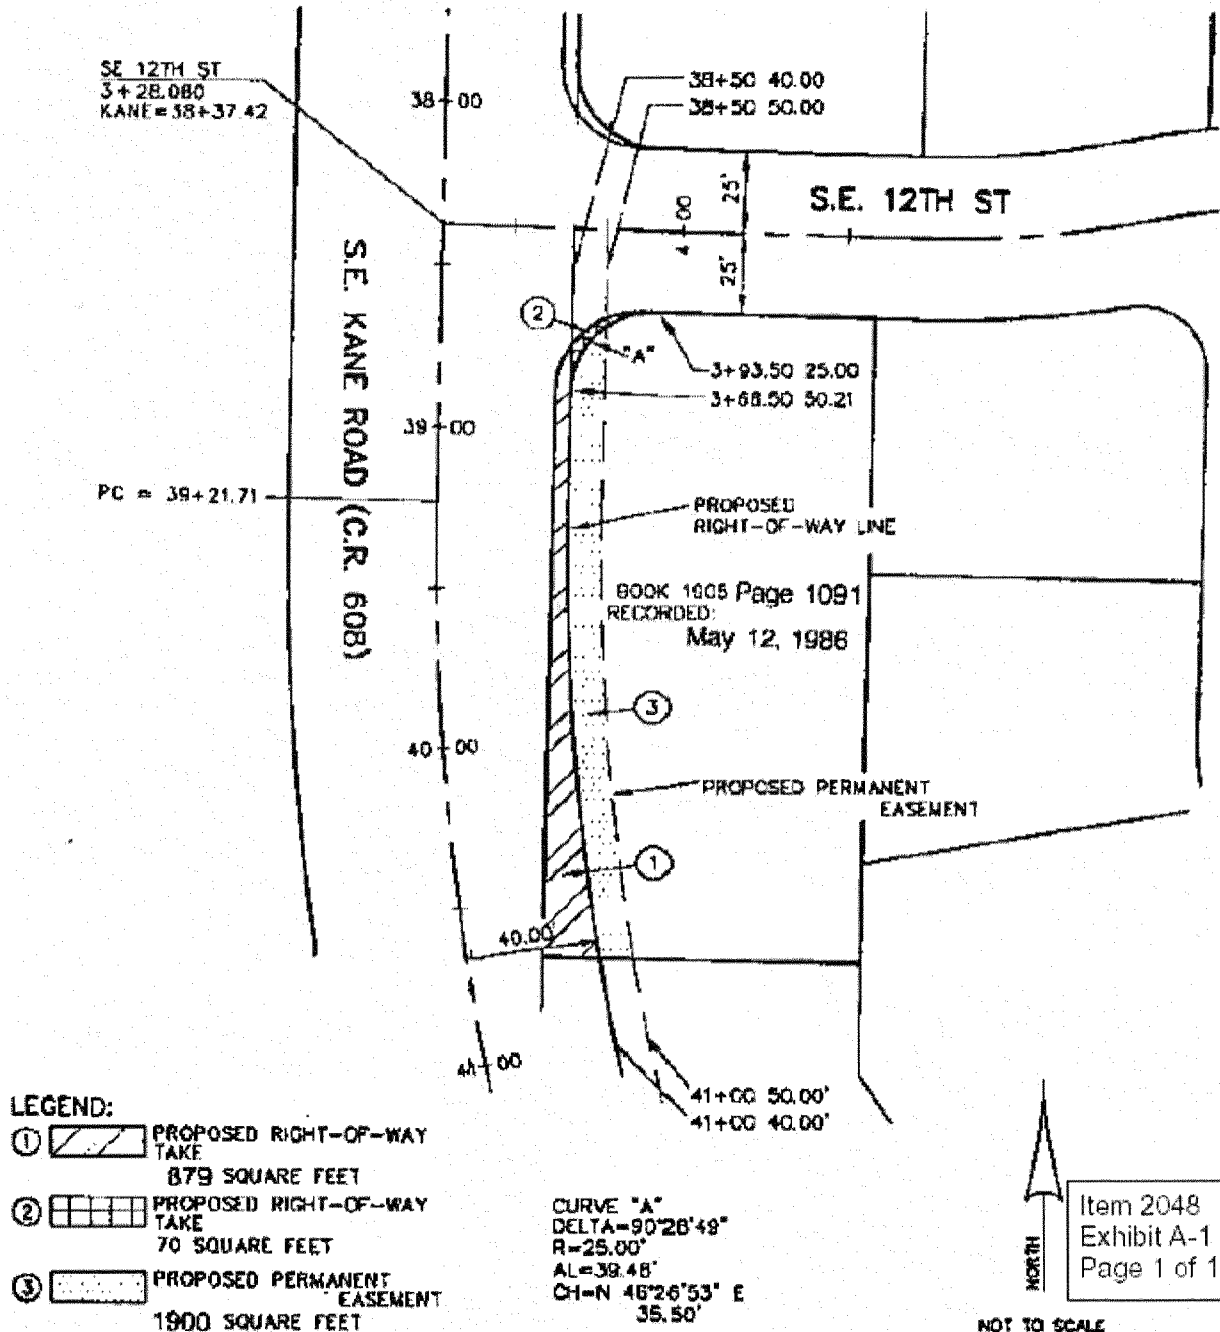 SE 12TH ST
3+28.080
KANE=38+37.42
38+00
38+50 40.00
38+50 50.00
25'
S.E. 12TH ST
4 00
25'
S.E. KANE ROAD (C.R. 608)
2
"A"
3+93.50 25.00
3+68.50 50.21
39+00
PC = 39+21.71
PROPOSED
RIGHT-OF-WAY LINE
BOOK 1905 Page 1091
RECORDED:
May 12, 1986
3
40+00
PROPOSED PERMANENT
EASEMENT
1
40.00'
41+00
41+00 50.00'
41+00 40.00'
LEGEND:
1 PROPOSED RIGHT-OF-WAY
TAKE
879 SQUARE FEET
2 PROPOSED RIGHT-OF-WAY
TAKE
70 SQUARE FEET
3 PROPOSED PERMANENT
EASEMENT
1900 SQUARE FEET
CURVE "A"
DELTA=90°26'49"
R=25.00'
AL=39.46'
CH=N 46°26'53" E
35.50'
NORTH
NOT TO SCALE
Item 2048
Exhibit A-1
Page 1 of 1